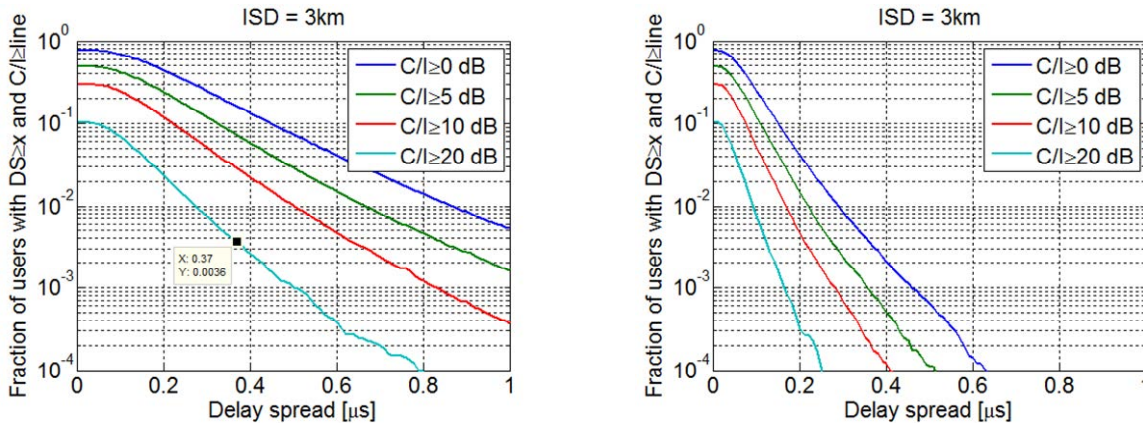 ISD = 3km
Fraction of users with DS≥x and C/I≥line
10^0
10^-1
10^-2
10^-3
10^-4
C/I≥0 dB
C/I≥5 dB
C/I≥10 dB
C/I≥20 dB
X: 0.37
Y: 0.0036
0 0.2 0.4 0.6 0.8 1
Delay spread [μs]
ISD = 3km
Fraction of users with DS≥x and C/I≥line
10^0
10^-1
10^-2
10^-3
10^-4
C/I≥0 dB
C/I≥5 dB
C/I≥10 dB
C/I≥20 dB
0 0.2 0.4 0.6 0.8 1
Delay spread [μs]